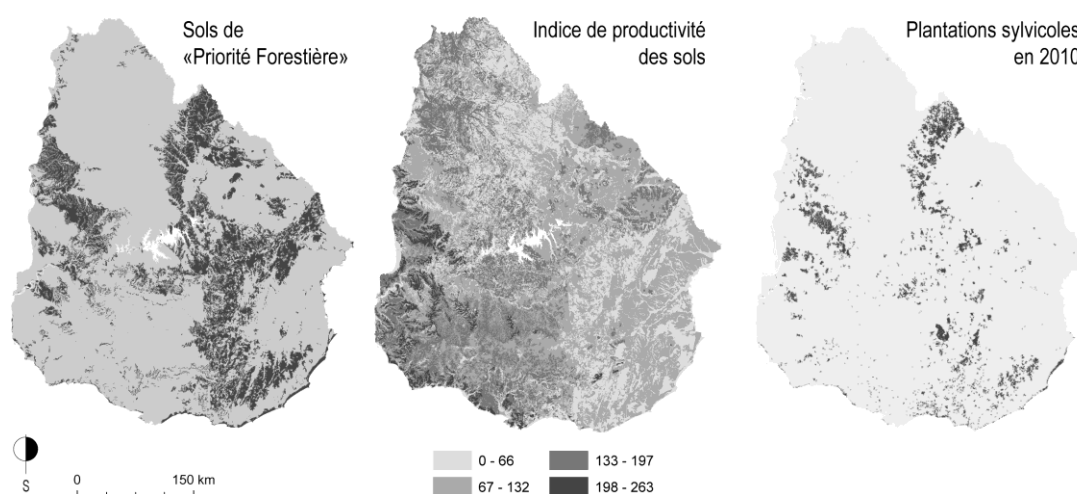 Sols de
«Priorité Forestière»
Indice de productivité
des sols
Plantations sylvicoles
en 2010
S
0 150 km
0 - 66
67 - 132
133 - 197
198 - 263